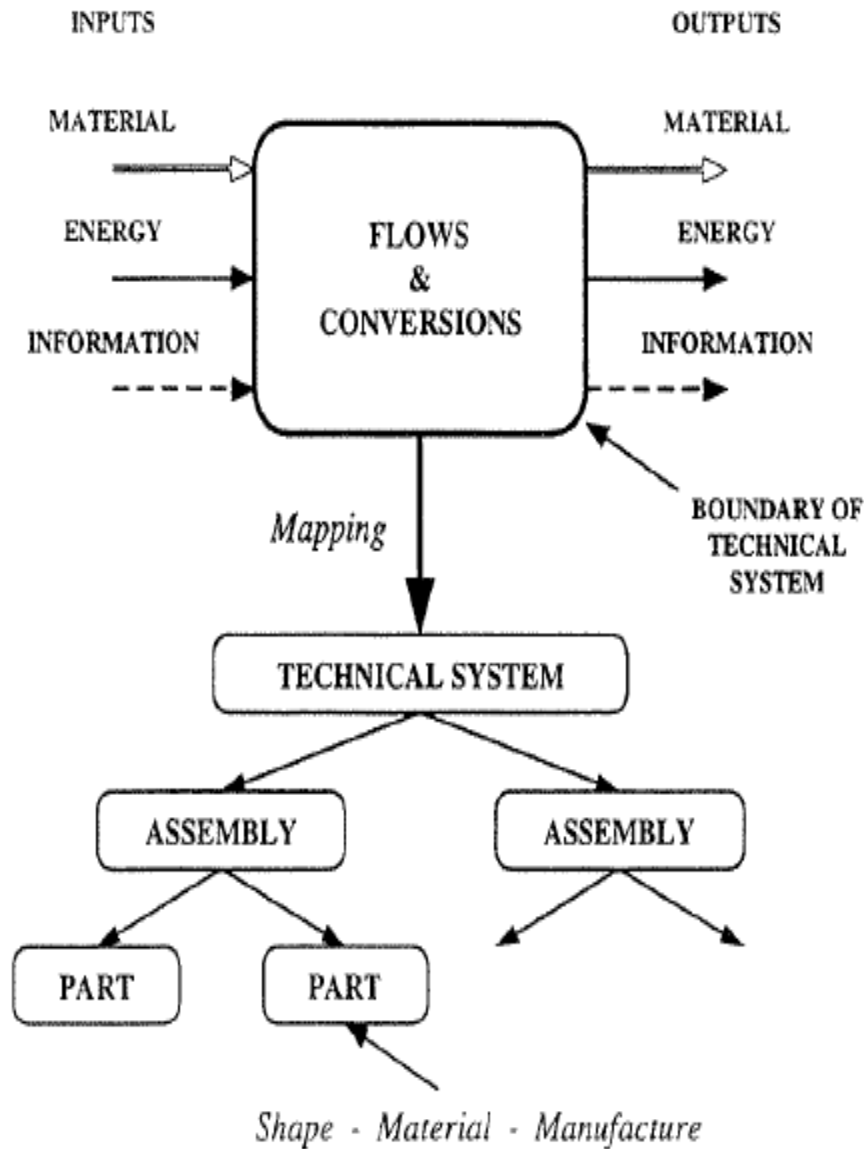 INPUTS
OUTPUTS
MATERIAL
MATERIAL
ENERGY
ENERGY
INFORMATION
INFORMATION
FLOWS
&
CONVERSIONS
BOUNDARY OF
TECHNICAL
SYSTEM
Mapping
TECHNICAL SYSTEM
ASSEMBLY
ASSEMBLY
PART
PART
Shape - Material - Manufacture